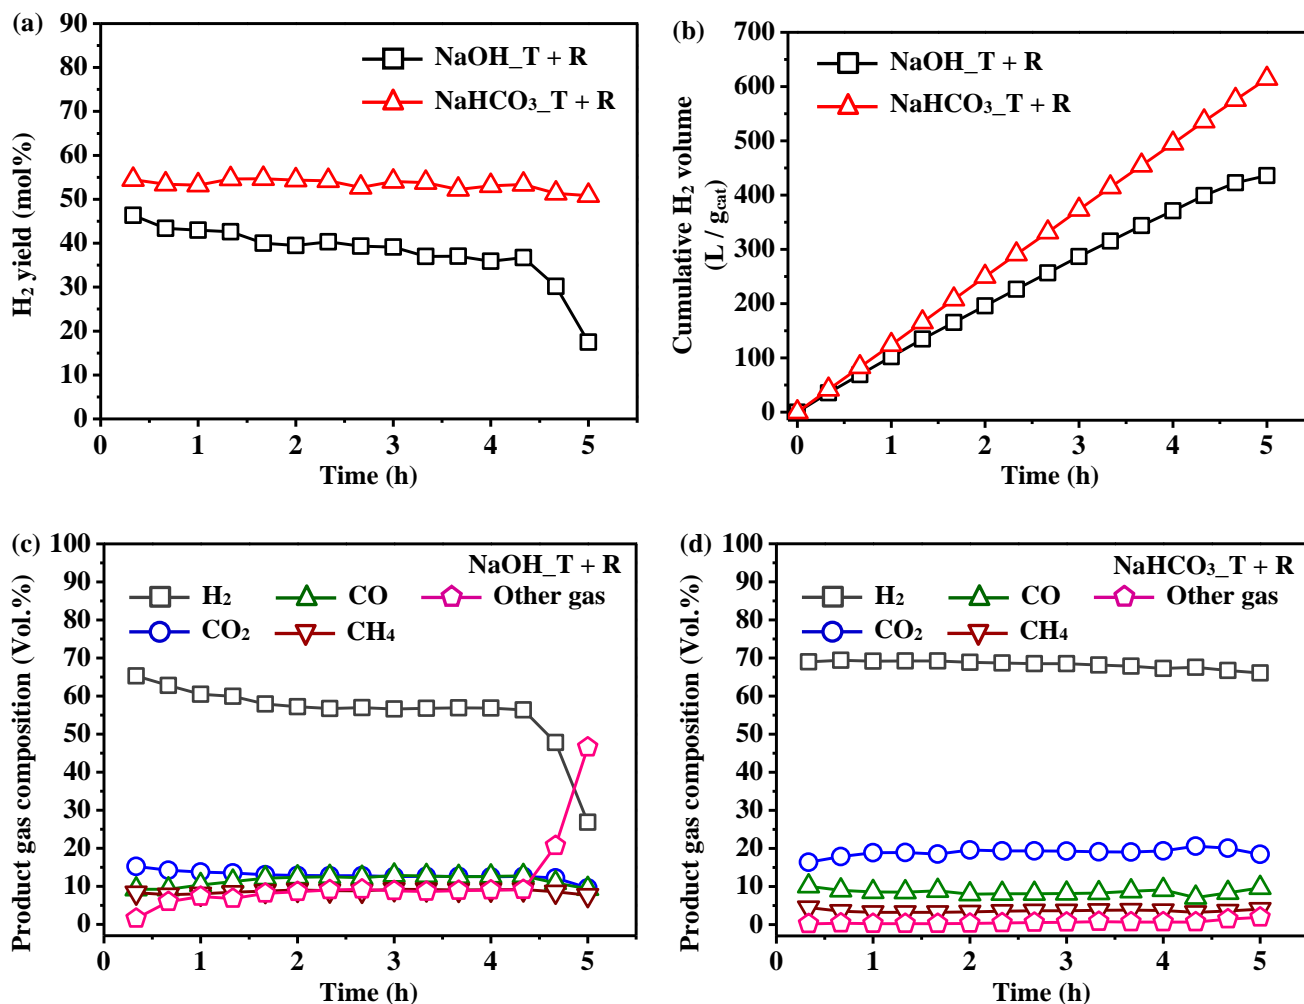 (a)
90
80
70
60
50
40
30
20
10
0
H₂ yield (mol%)
NaOH_T + R
NaHCO₃_T + R
0 1 2 3 4 5
Time (h)
(b)
700
600
500
400
300
200
100
0
Cumulative H₂ volume
(L / gcat)
NaOH_T + R
NaHCO₃_T + R
0 1 2 3 4 5
Time (h)
(c)
100
90
80
70
60
50
40
30
20
10
0
Product gas composition (Vol.%)
NaOH_T + R
H₂ CO Other gas
CO₂ CH₄
0 1 2 3 4 5
Time (h)
(d)
100
90
80
70
60
50
40
30
20
10
0
Product gas composition (Vol.%)
NaHCO₃_T + R
H₂ CO Other gas
CO₂ CH₄
0 1 2 3 4 5
Time (h)